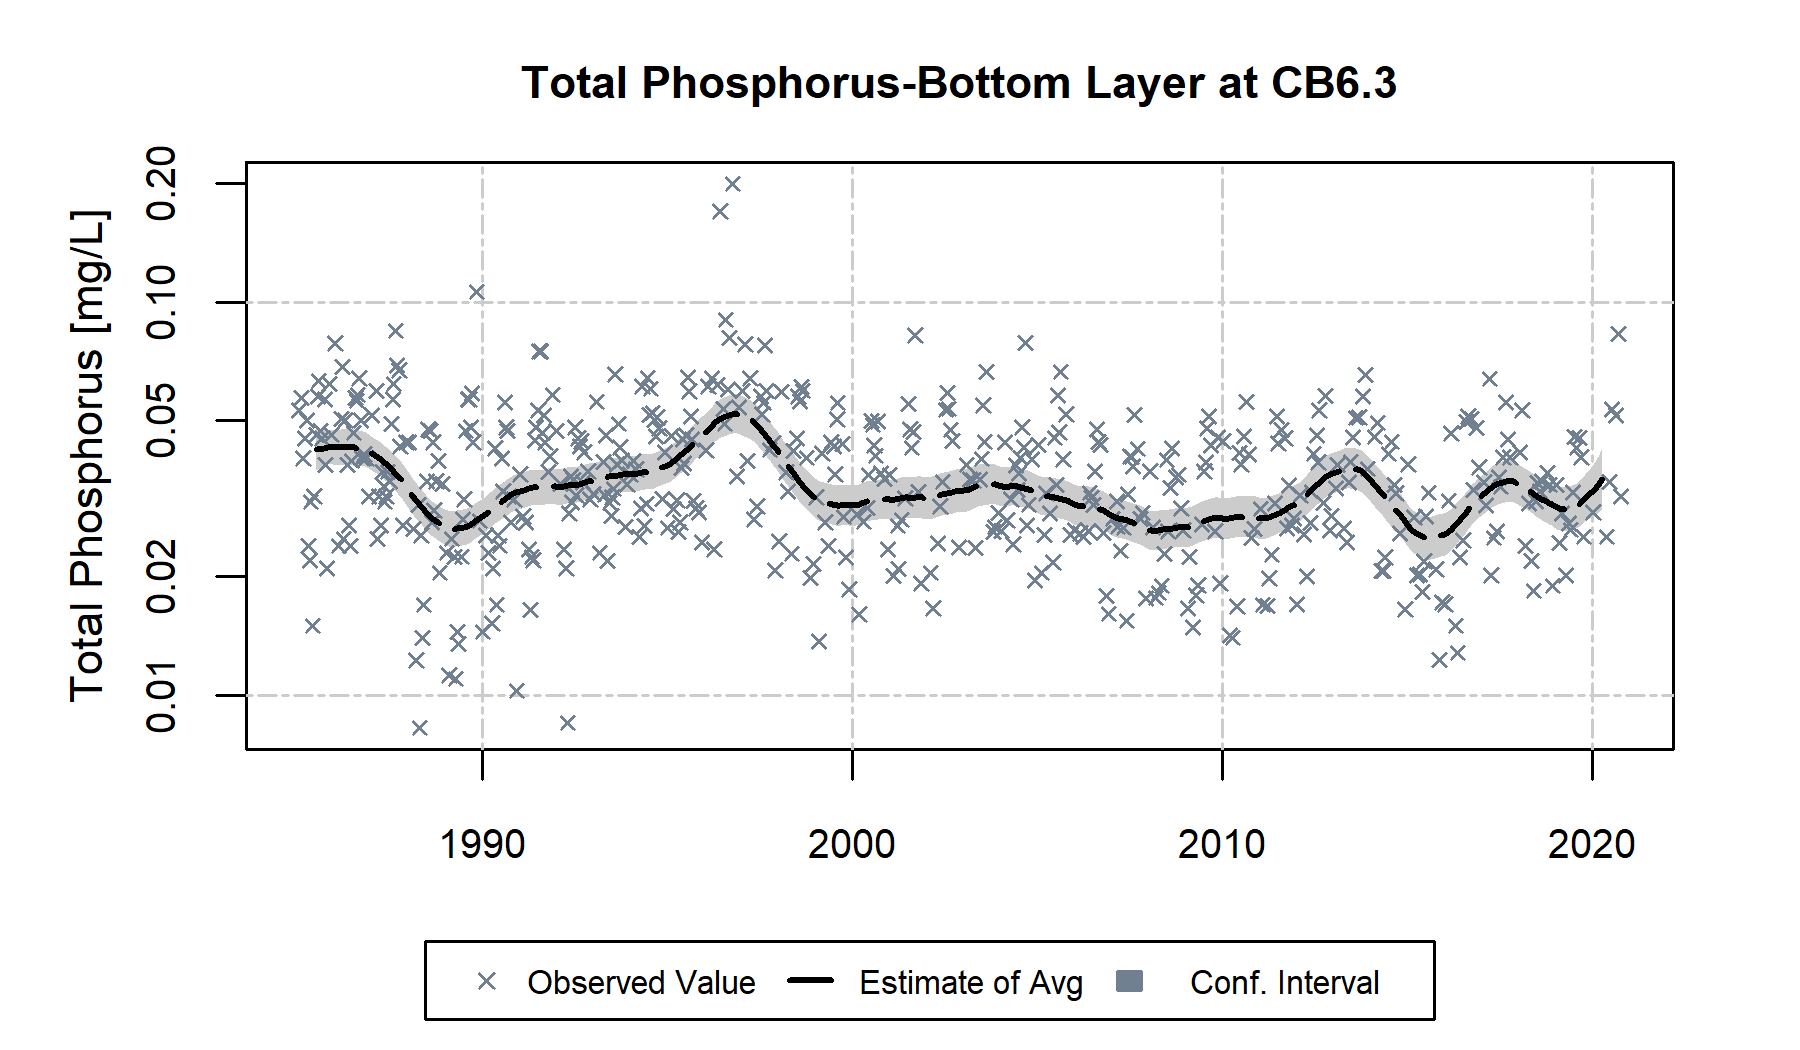 Total Phosphorus-Bottom Layer at CB6.3
Total Phosphorus [mg/L]
0.20
0.10
0.05
0.02
0.01
1990 2000 2010 2020
Observed Value Estimate of Avg Conf. Interval